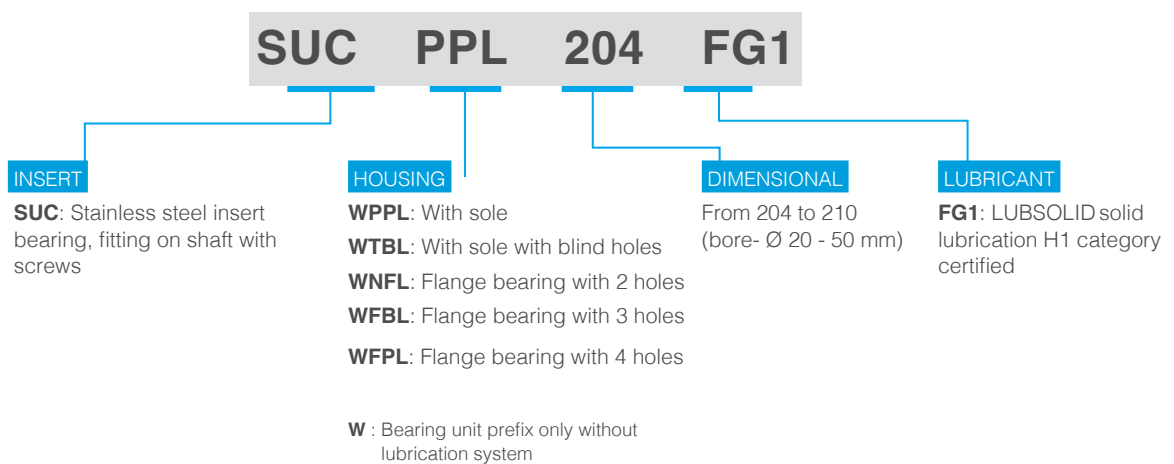 SUC PPL 204 FG1
INSERT
SUC: Stainless steel insert
bearing, fitting on shaft with
screws
HOUSING
WPPL: With sole
WTBL: With sole with blind holes
WNFL: Flange bearing with 2 holes
WFBL: Flange bearing with 3 holes
WFPL: Flange bearing with 4 holes
W : Bearing unit prefix only without
lubrication system
DIMENSIONAL
From 204 to 210
(bore- Ø 20 - 50 mm)
LUBRICANT
FG1: LUBSOLID solid
lubrication H1 category
certified